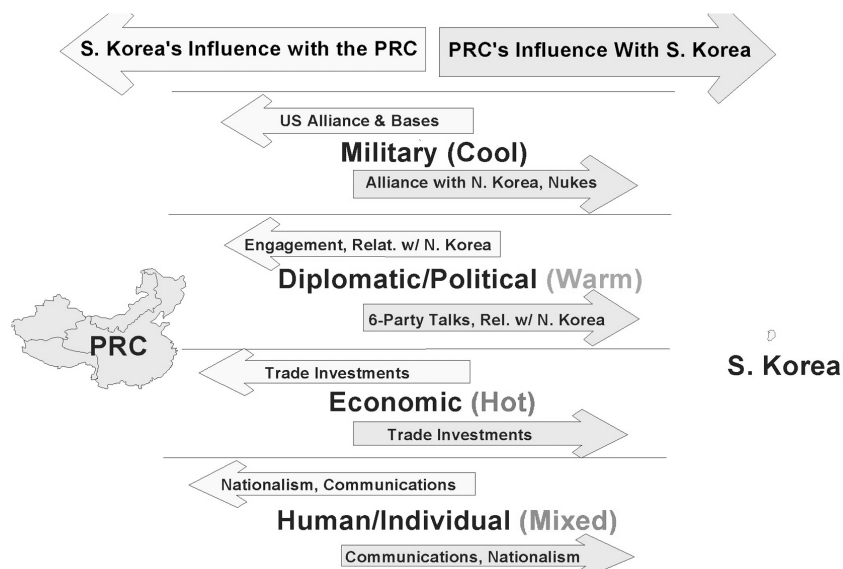 S. Korea's Influence with the PRC
PRC's Influence With S. Korea
US Alliance & Bases
Military (Cool)
Alliance with N. Korea, Nukes
Engagement, Relat. w/ N. Korea
Diplomatic/Political (Warm)
6-Party Talks, Rel. w/ N. Korea
PRC
S. Korea
Trade Investments
Economic (Hot)
Trade Investments
Nationalism, Communications
Human/Individual (Mixed)
Communications, Nationalism